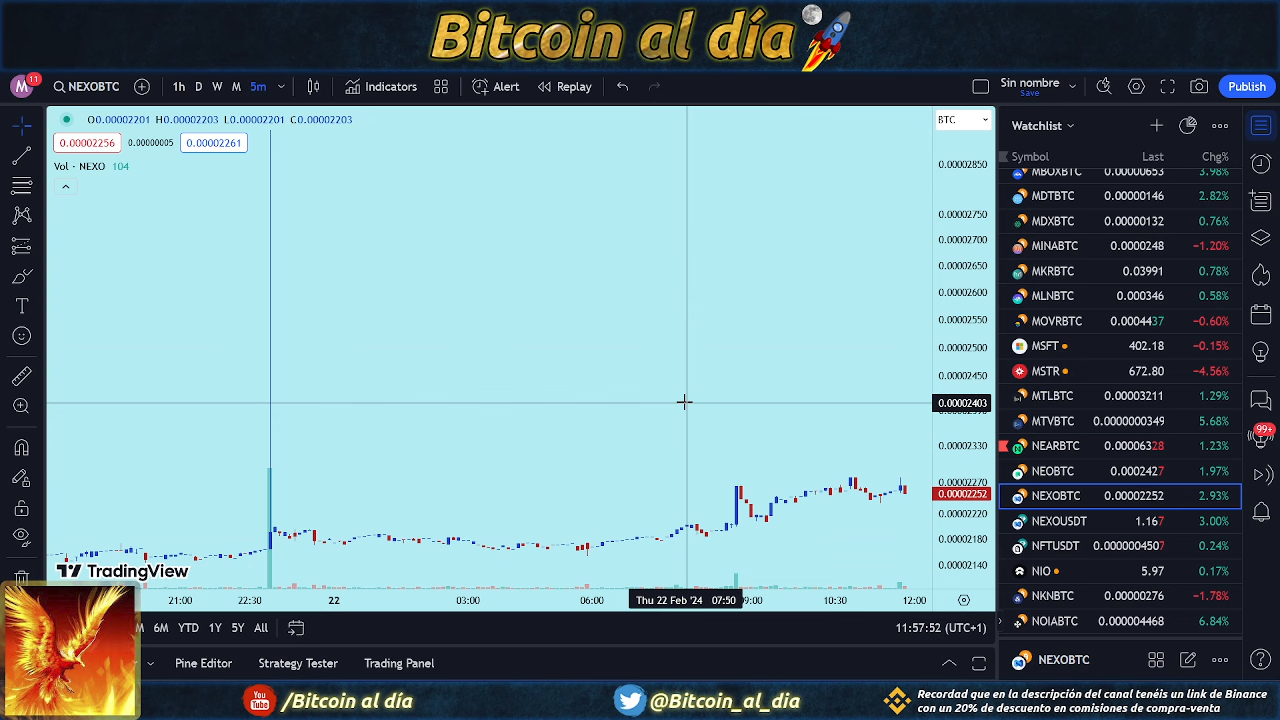 Bitcoin al día
M 11 NEXOBTC 1h D W M 5m Indicators Alert Replay Sin nombre Save Publish
O0.00002201 H0.00002203 L0.00002201 C0.00002203
0.00002256 0.00000005 0.00002261
Vol · NEXO 104
BTC
0.00002850
0.00002750
0.00002700
0.00002650
0.00002600
0.00002550
0.00002500
0.00002450
0.00002403
0.00002330
0.00002270
0.00002252
0.00002220
0.00002180
0.00002140
TradingView
21:00 22:30 22 03:00 06:00 Thu 22 Feb '24 07:50 09:00 10:30 12:00
M 6M YTD 1Y 5Y All 11:57:52 (UTC+1)
Pine Editor Strategy Tester Trading Panel
Watchlist
Symbol Last Chg%
MBOXBTC 0.00000653 3.98%
MDTBTC 0.00000146 2.82%
MDXBTC 0.00000132 0.76%
MINABTC 0.0000248 −1.20%
MKRBTC 0.03991 0.78%
MLNBTC 0.000346 0.58%
MOVRBTC 0.0004437 −0.60%
MSFT 402.18 −0.15%
MSTR 672.80 −4.56%
MTLBTC 0.00003211 1.29%
MTVBTC 0.0000000349 5.68%
NEARBTC 0.00006328 1.23%
NEOBTC 0.0002427 1.97%
NEXOBTC 0.00002252 2.93%
NEXOUSDT 1.167 3.00%
NFTUSDT 0.0000004507 0.24%
NIO 5.97 0.17%
NKNBTC 0.00000276 −1.78%
NOIABTC 0.000004468 6.84%
NEXOBTC
99+
You Tube /Bitcoin al día @Bitcoin_al_dia
Recordad que en la descripción del canal tenéis un link de Binance
con un 20% de descuento en comisiones de compra-venta